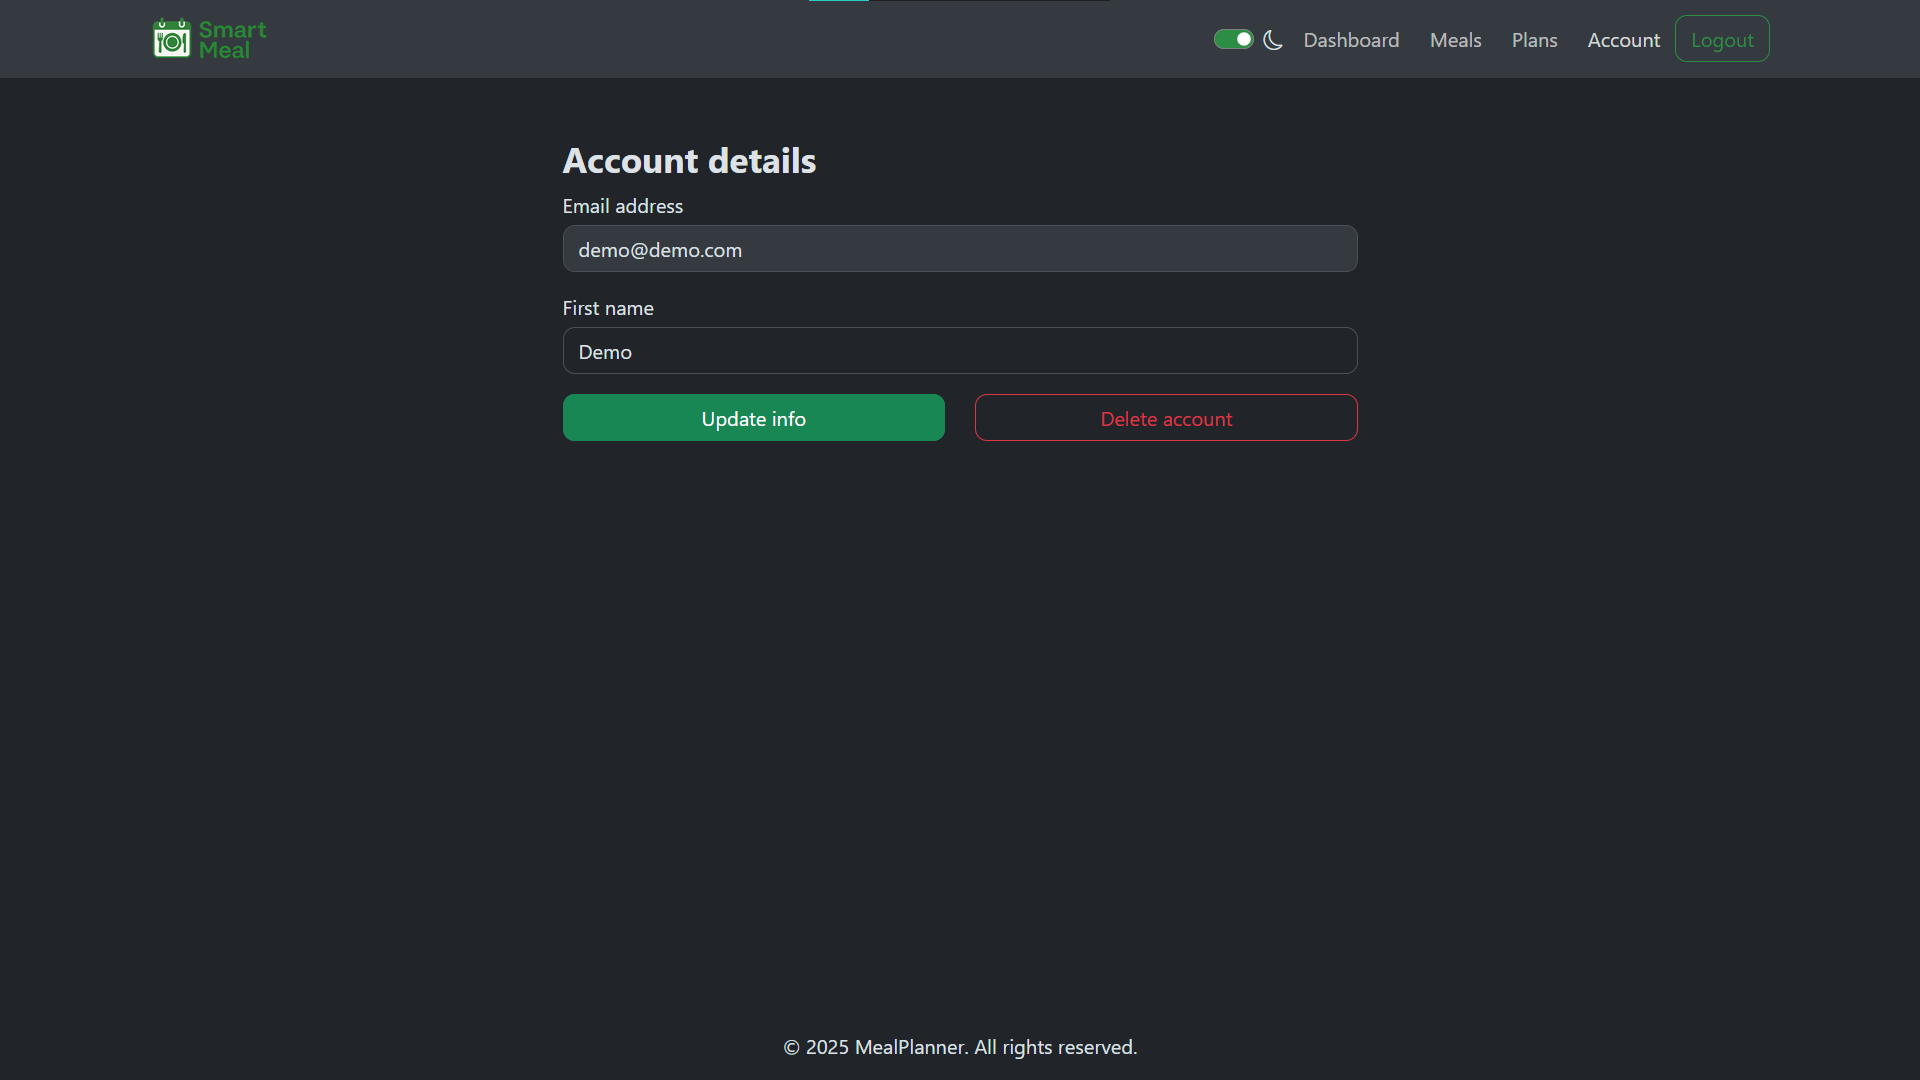 Smart
Meal
Dashboard
Meals
Plans
Account
Logout
Account details
Email address
demo@demo.com
First name
Demo
Update info
Delete account
© 2025 MealPlanner. All rights reserved.